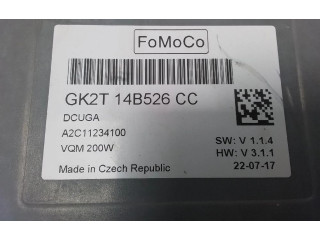 FoMoCo
GK2T 14B526 CC
DCUGA
A2C11234100
VQM 200W
Made in Czech Republic
SW: V 1.1.4
HW: V 3.1.1
22-07-17